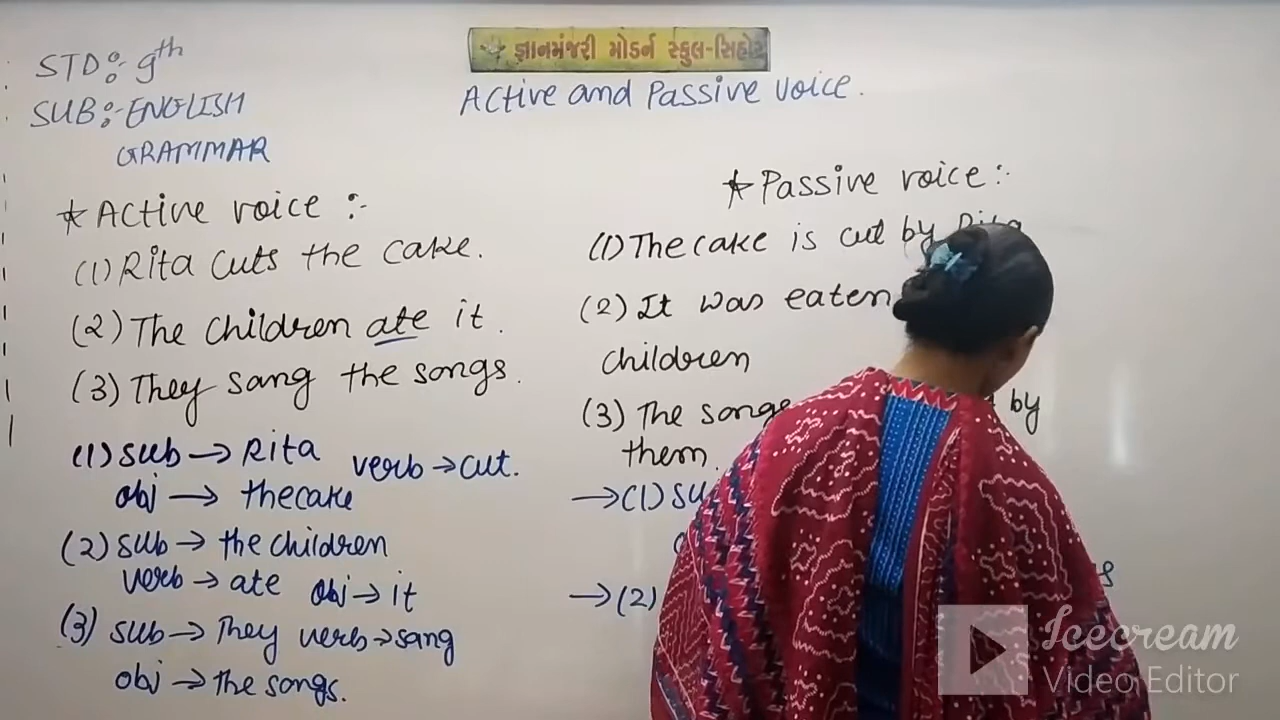 STD:- 9th
SUB:- ENGLISH
GRAMMAR
જ્ઞાનમંજરી મોડર્ન સ્કુલ-સિહોર
Active and Passive voice.
* Active voice :-
(1) Rita cuts the cake.
(2) The children ate it.
(3) They sang the songs.
(1) sub → Rita verb → cut.
obj → the cake
(2) sub → the children
verb → ate obj → it
(3) sub → They verb → sang
obj → the songs.
* Passive voice :-
(1) The cake is cut by Rita
(2) It was eaten
children
(3) The songs by
them.
→ (1)
→ (2)
Icecream
Video Editor